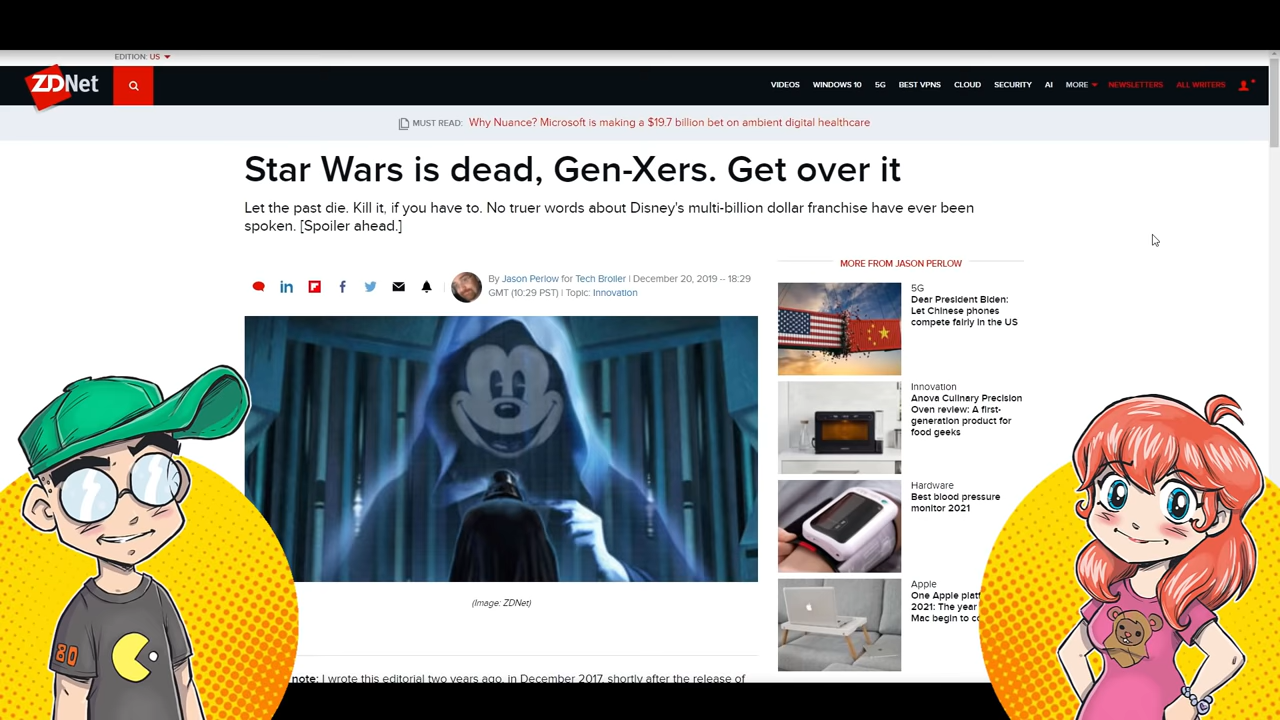 EDITION: US
ZDNet
VIDEOS WINDOWS 10 5G BEST VPNS CLOUD SECURITY AI MORE NEWSLETTERS ALL WRITERS
MUST READ: Why Nuance? Microsoft is making a $19.7 billion bet on ambient digital healthcare
Star Wars is dead, Gen-Xers. Get over it
Let the past die. Kill it, if you have to. No truer words about Disney's multi-billion dollar franchise have ever been
spoken. [Spoiler ahead.]
By Jason Perlow for Tech Broiler | December 20, 2019 -- 18:29
GMT (10:29 PST) | Topic: Innovation
(Image: ZDNet)
note: I wrote this editorial two years ago, in December 2017, shortly after the release of
MORE FROM JASON PERLOW
5G
Dear President Biden:
Let Chinese phones
compete fairly in the US
Innovation
Anova Culinary Precision
Oven review: A first-
generation product for
food geeks
Hardware
Best blood pressure
monitor 2021
Apple
One Apple platf
2021: The year
Mac begin to co
80